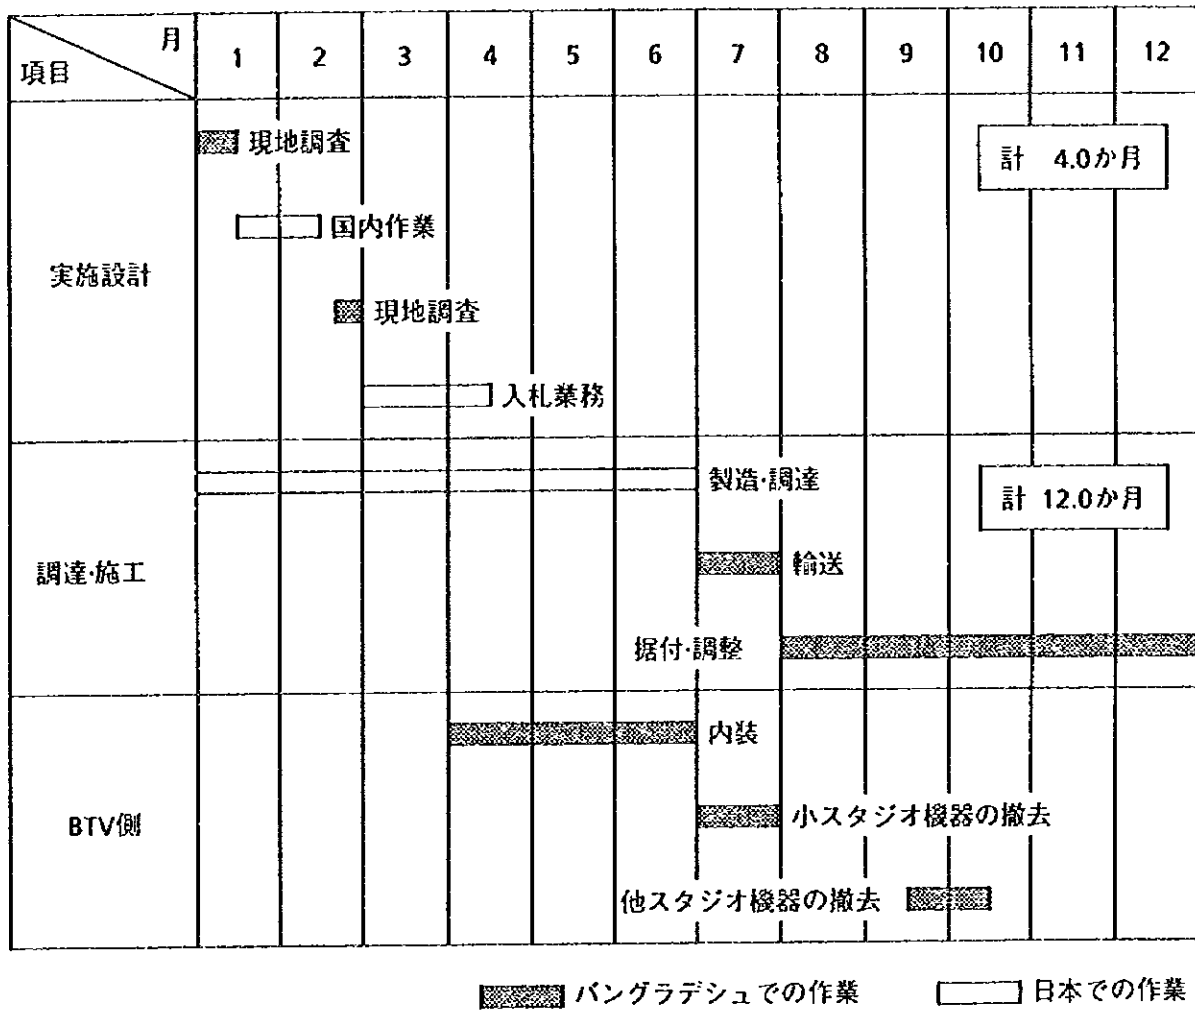 月
項目
1 2 3 4 5 6 7 8 9 10 11 12
実施設計
現地調査
計 4.0か月
国内作業
現地調査
入札業務
調達・施工
製造・調達
計 12.0か月
輸送
据付・調整
BTV側
内装
小スタジオ機器の撤去
他スタジオ機器の撤去
バングラデシュでの作業 日本での作業